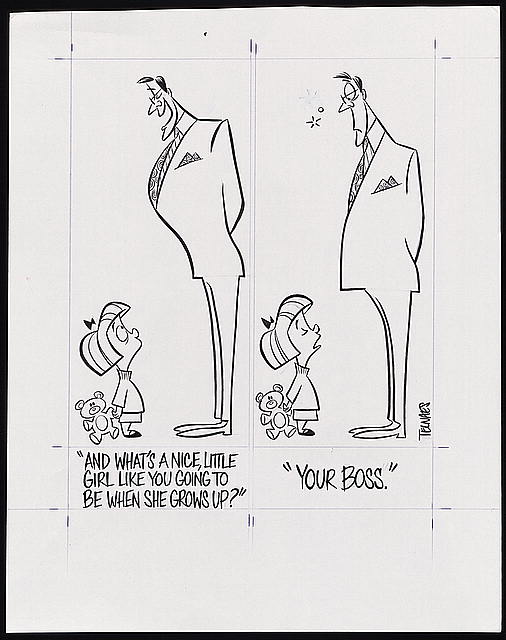 "AND WHAT'S A NICE, LITTLE
GIRL LIKE YOU GOING TO
BE WHEN SHE GROWS UP?"
"YOUR BOSS."
TELNAES